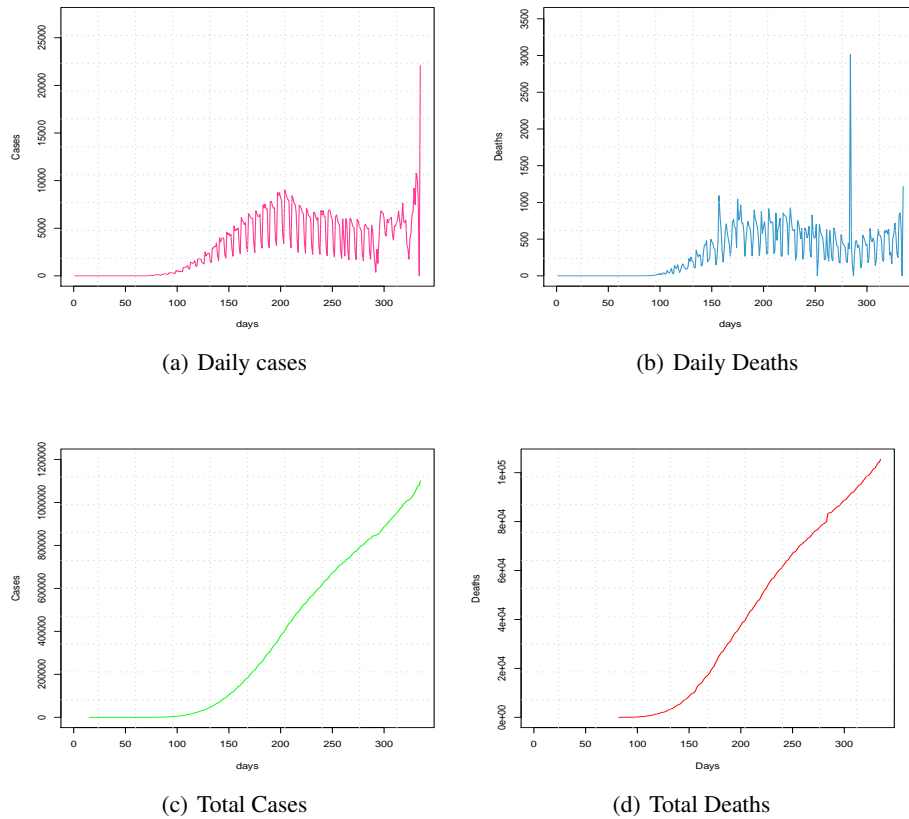 25000
20000
15000
10000
5000
0
Cases
0 50 100 150 200 250 300
days
(a) Daily cases
3500
3000
2500
2000
1500
1000
500
0
Deaths
0 50 100 150 200 250 300
days
(b) Daily Deaths
1200000
1000000
800000
600000
400000
200000
0
Cases
0 50 100 150 200 250 300
days
(c) Total Cases
1e+05
8e+04
6e+04
4e+04
2e+04
0e+00
Deaths
0 50 100 150 200 250 300
Days
(d) Total Deaths